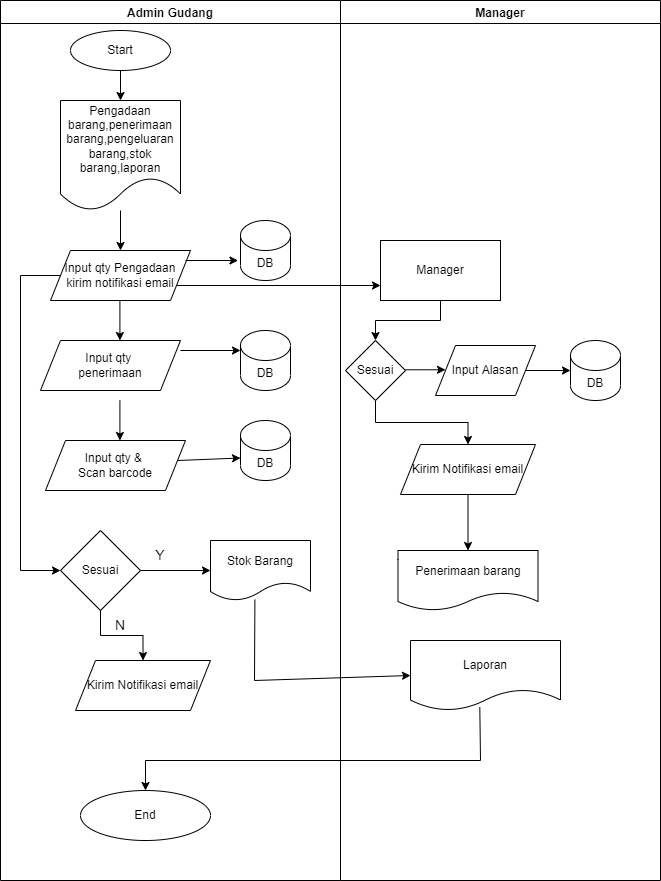 Admin Gudang
Manager
Start
Pengadaan
barang,penerimaan
barang,pengeluaran
barang,stok
barang,laporan
Input qty Pengadaan
kirim notifikasi email
DB
Manager
Input qty
penerimaan
DB
Sesuai
Input Alasan
DB
Input qty &
Scan barcode
DB
Kirim Notifikasi email
Sesuai
Y
Stok Barang
Penerimaan barang
N
Kirim Notifikasi email
Laporan
End